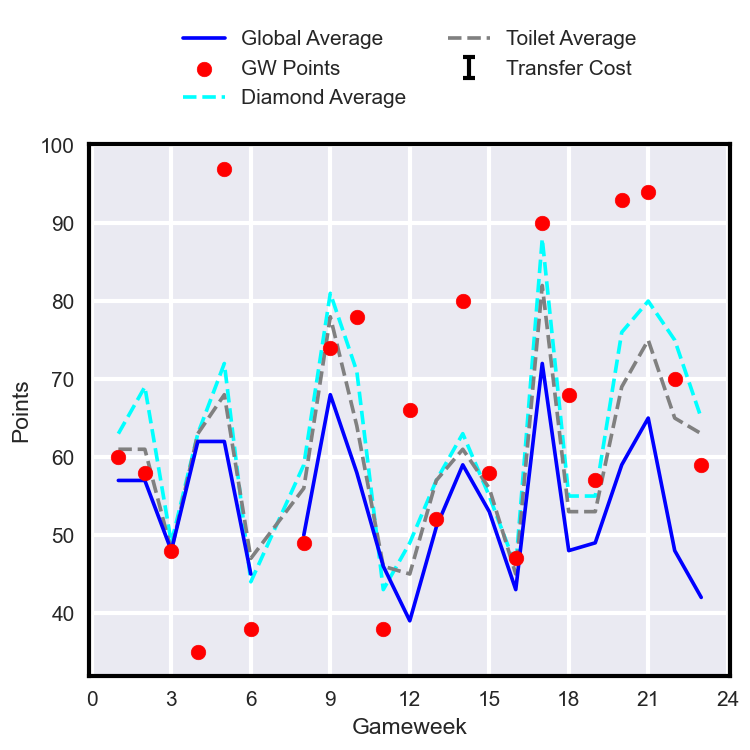 Global Average
GW Points
Diamond Average
Toilet Average
Transfer Cost
100
90
80
70
60
50
40
Points
0 3 6 9 12 15 18 21 24
Gameweek